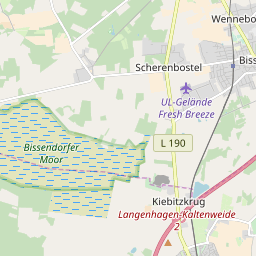 Wennebo
Scherenbostel
Biss
UL-Gelände
Fresh Breeze
L 190
Bissendorfer
Moor
Kiebitzkrug
Langenhagen-Kaltenweide
2